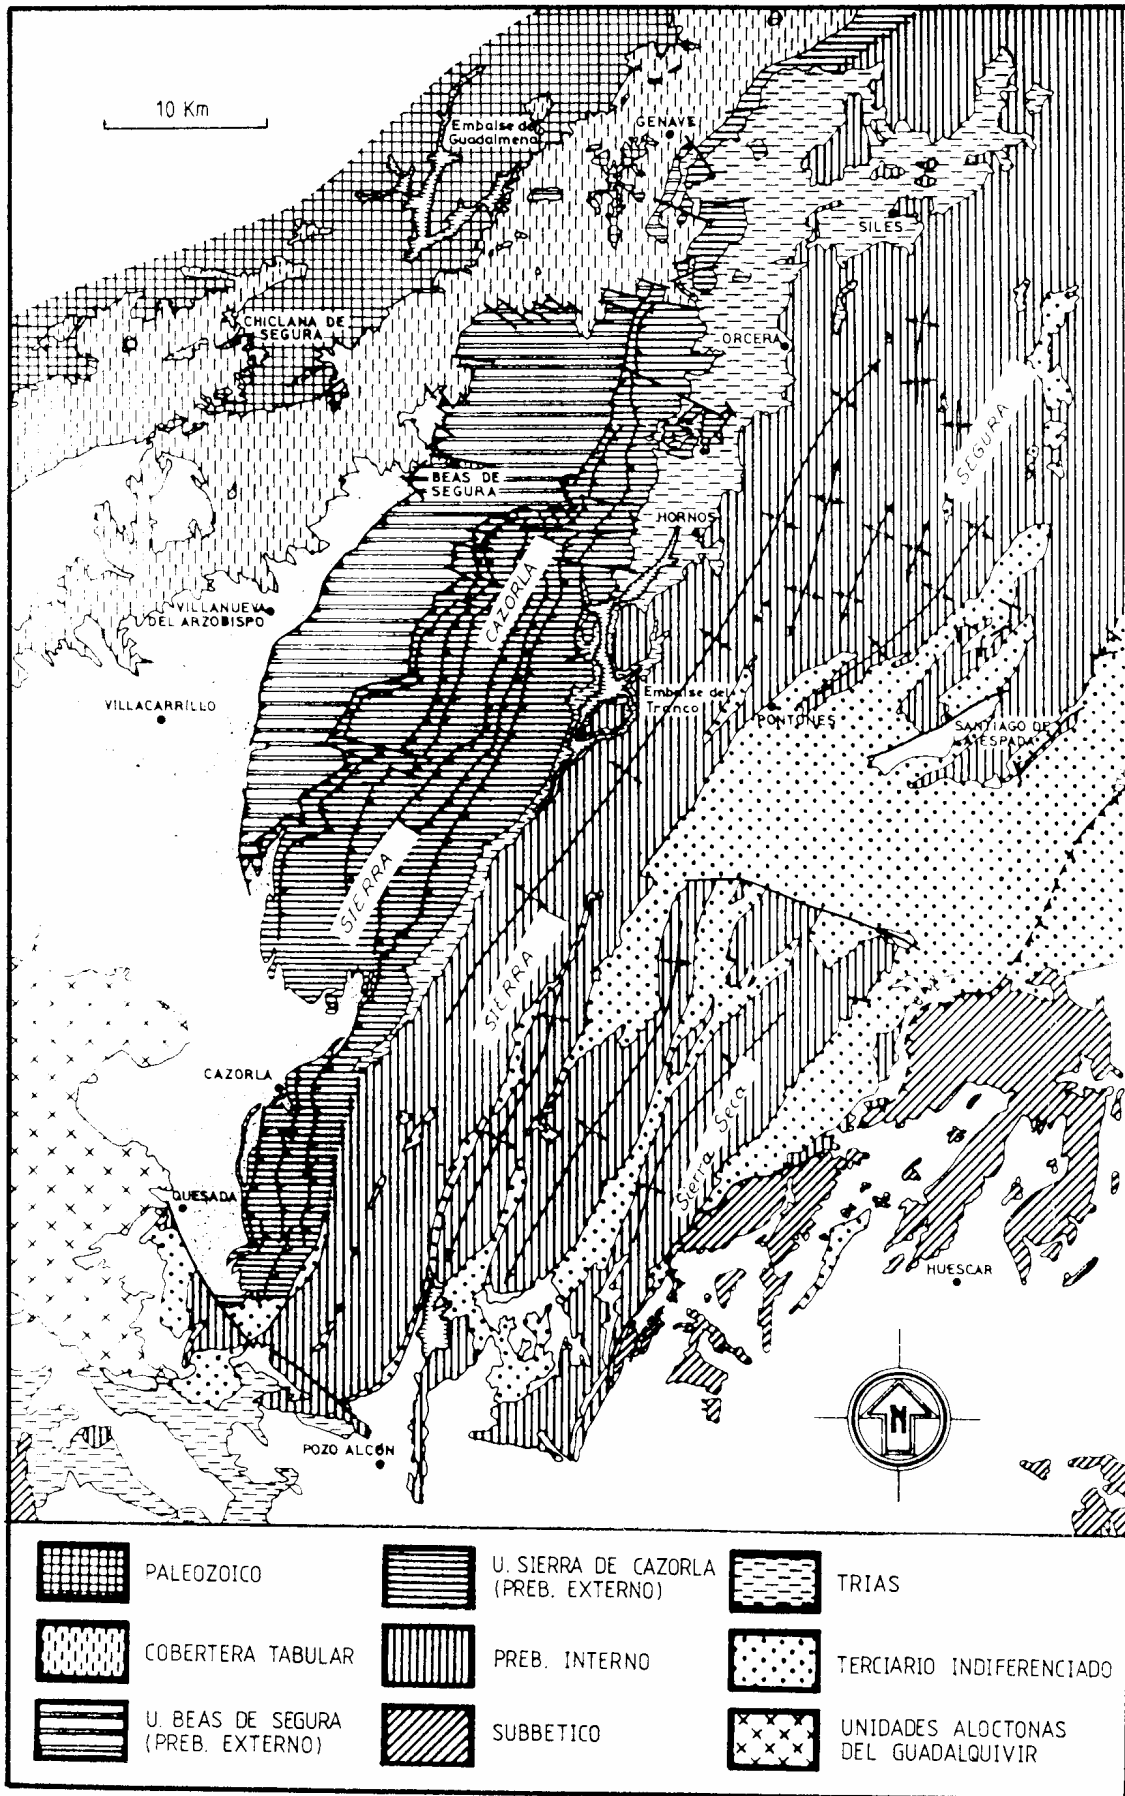 10 Km
Embalse de
Guadalmena
GENAVE
SILES
CHICLANA DE
SEGURA
ORCERA
SEGURA
BEAS DE
SEGURA
HORNOS
CAZORLA
VILLANUEVA
DEL ARZOBISPO
VILLACARRILLO
Embalse del
Tranco
PONTONES
SANTIAGO DE
LA ESPADA
SIERRA
SIERRA
CAZORLA
Sierra Seca
QUESADA
HUESCAR
N
POZO ALCÓN
PALEOZOICO
COBERTERA TABULAR
U. BEAS DE SEGURA
(PREB. EXTERNO)
U. SIERRA DE CAZORLA
(PREB. EXTERNO)
PREB. INTERNO
SUBBETICO
TRIAS
TERCIARIO INDIFERENCIADO
UNIDADES ALOCTONAS
DEL GUADALQUIVIR